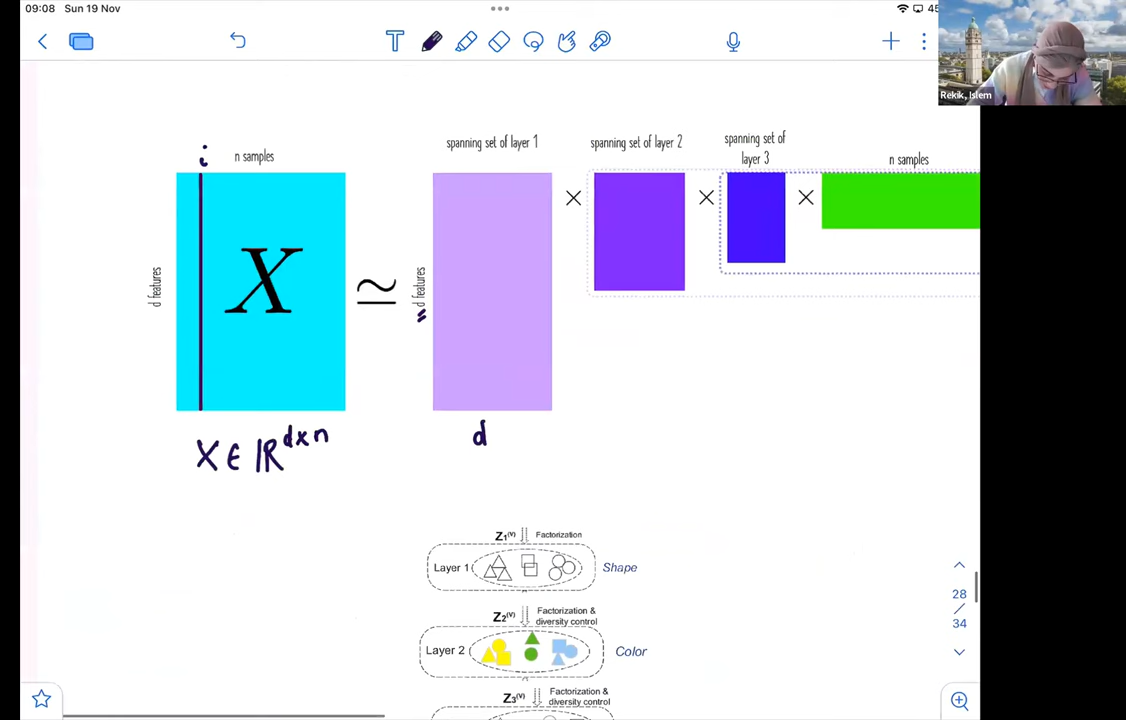 09:08 Sun 19 Nov
45
Rekik, Islem
spanning set of layer 1
spanning set of layer 2
spanning set of
layer 3
n samples
i
n samples
d features
X
≃
d features
×
×
×
X ∈ ℝ^{d×n}
d
Z₁⁽ⱽ⁾ Factorization
Layer 1
Shape
Z₂⁽ⱽ⁾ Factorization &
diversity control
Layer 2
Color
Z₃⁽ⱽ⁾ Factorization &
diversity control
28
/
34